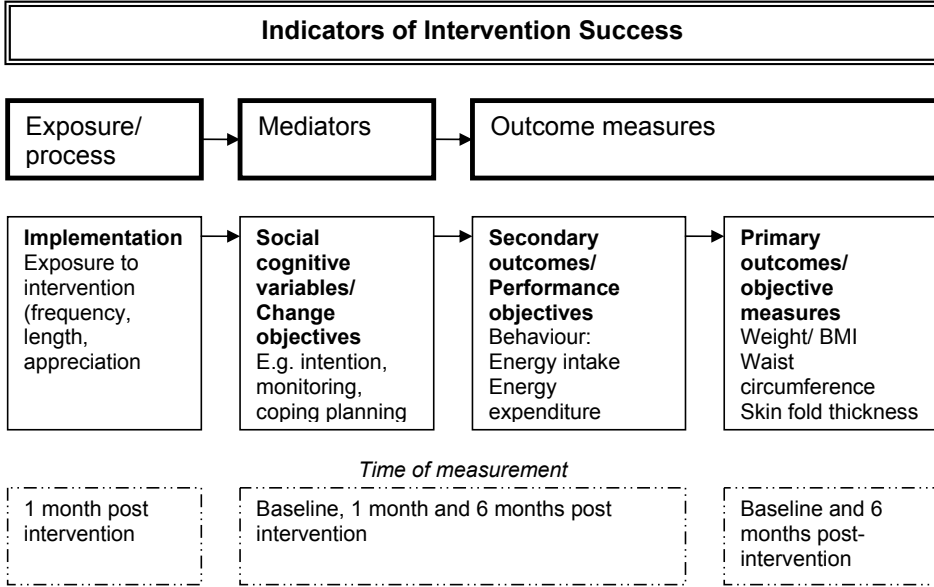 Indicators of Intervention Success
Exposure/
process
Mediators
Outcome measures
Implementation
Exposure to
intervention
(frequency,
length,
appreciation
Social
cognitive
variables/
Change
objectives
E.g. intention,
monitoring,
coping planning
Secondary
outcomes/
Performance
objectives
Behaviour:
Energy intake
Energy
expenditure
Primary
outcomes/
objective
measures
Weight/ BMI
Waist
circumference
Skin fold thickness
Time of measurement
1 month post
intervention
Baseline, 1 month and 6 months post
intervention
Baseline and 6
months post-
intervention